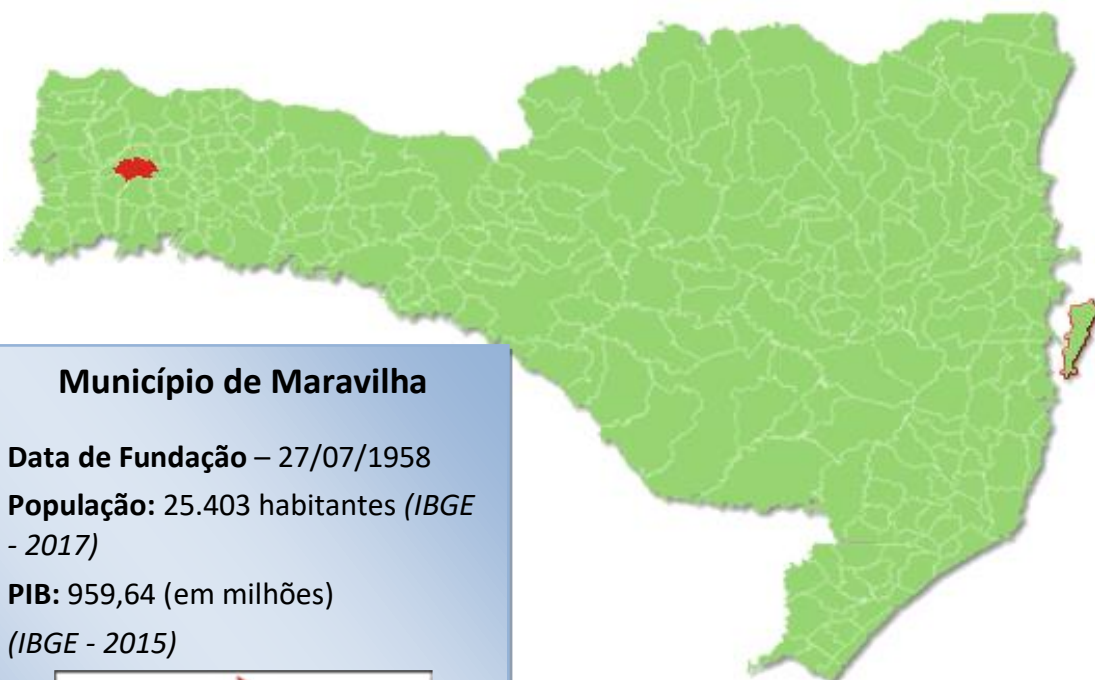 Município de Maravilha
Data de Fundação – 27/07/1958
População: 25.403 habitantes (IBGE
- 2017)
PIB: 959,64 (em milhões)
(IBGE - 2015)